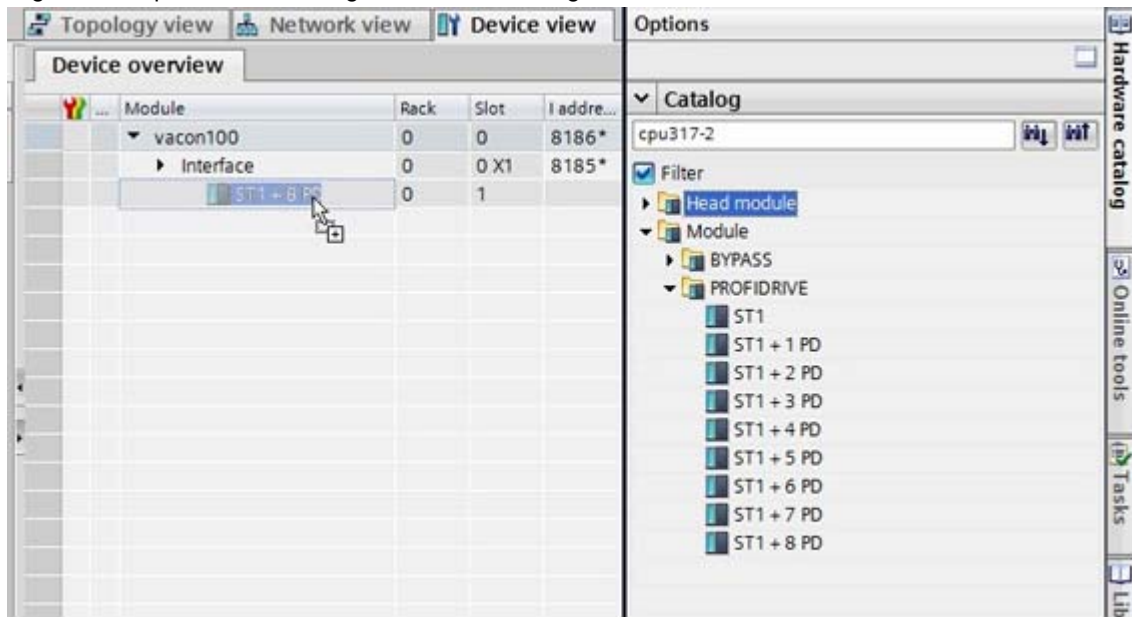 Topology view Network view Device view
Options
Device overview
Module Rack Slot I addre...
vacon100 0 0 8186*
Interface 0 0 X1 8185*
ST1 + 8 PD 0 1
Catalog
cpu317-2
Filter
Head module
Module
BYPASS
PROFIDRIVE
ST1
ST1 + 1 PD
ST1 + 2 PD
ST1 + 3 PD
ST1 + 4 PD
ST1 + 5 PD
ST1 + 6 PD
ST1 + 7 PD
ST1 + 8 PD
Hardware catalog
Online tools
Tasks
Lib